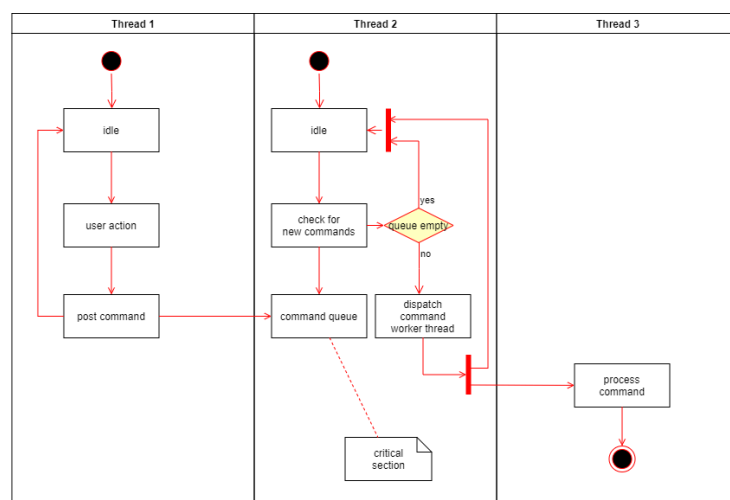 Thread 1
Thread 2
Thread 3
idle
idle
user action
check for
new commands
yes
queue empty
no
post command
command queue
dispatch
command
worker thread
process
command
critical
section